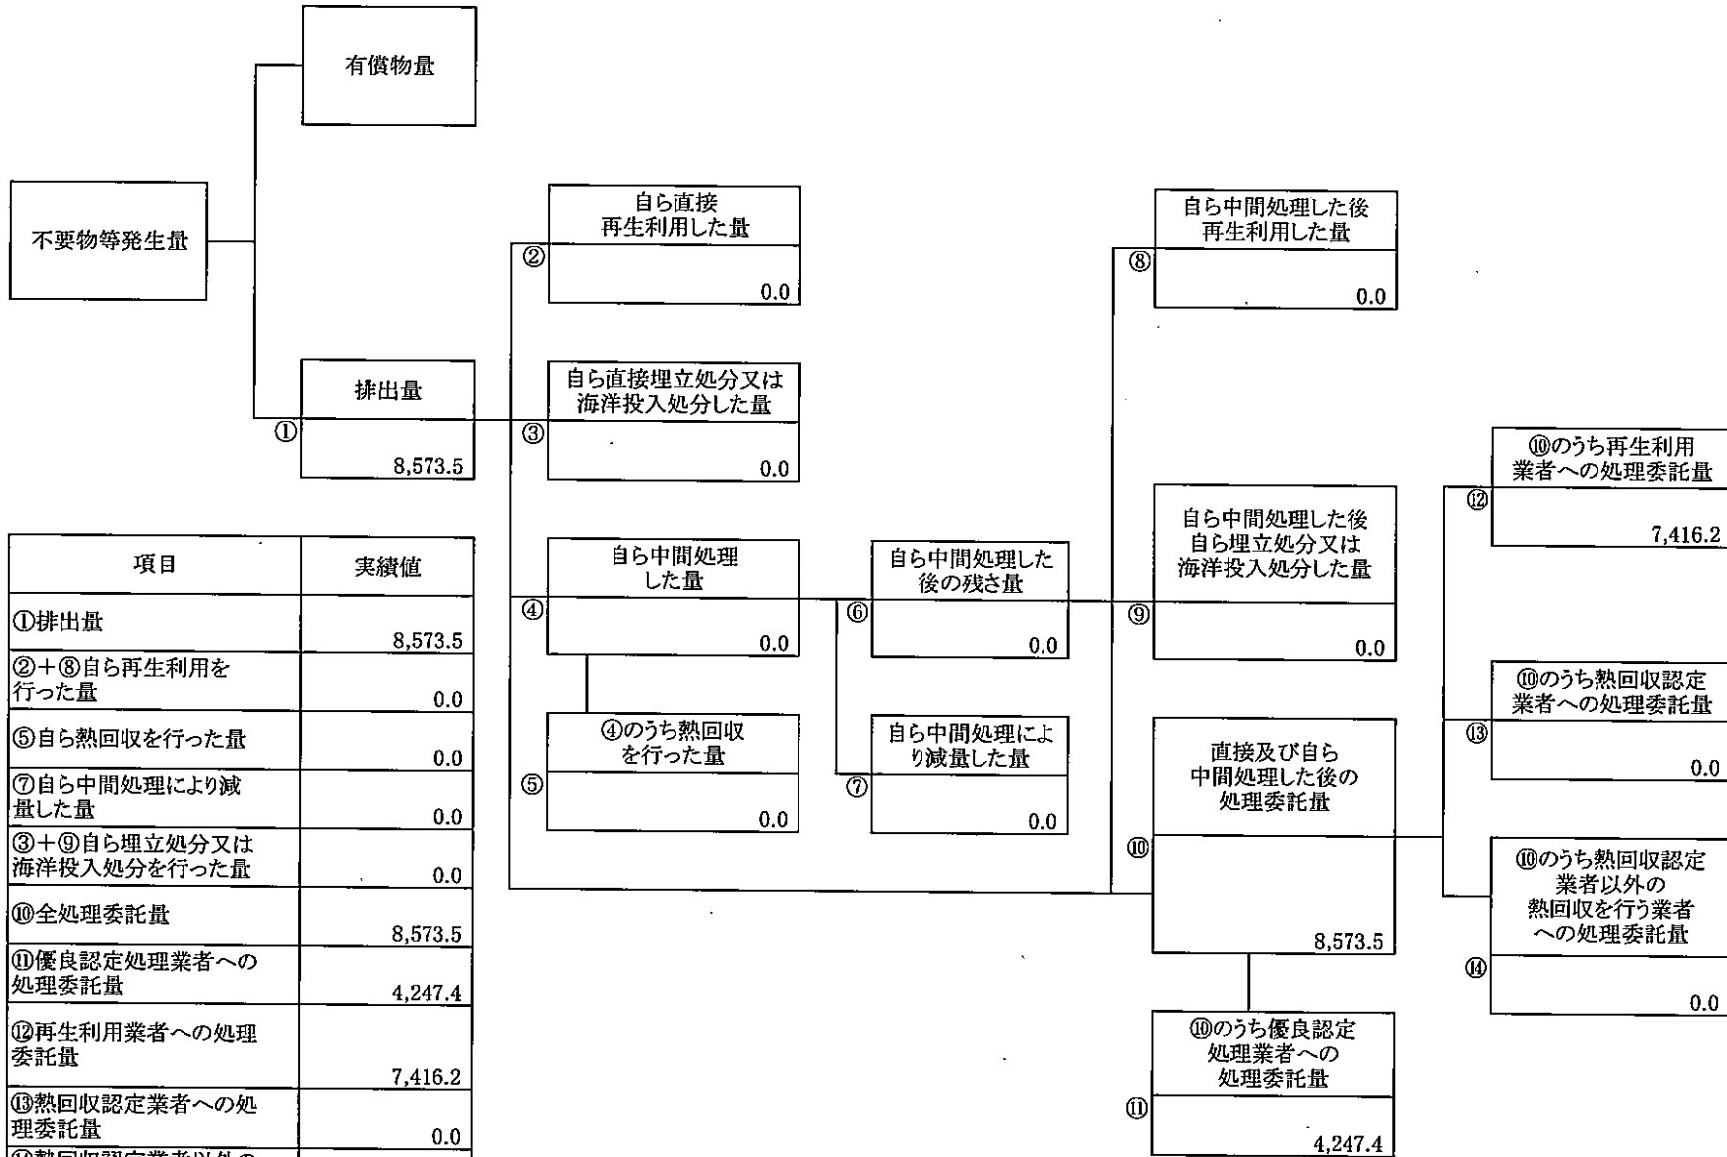 有償物量
不要物等発生量
自ら直接
再生利用した量
②
0.0
自ら中間処理した後
再生利用した量
⑧
0.0
排出量
①
8,573.5
自ら直接埋立処分又は
海洋投入処分した量
③
0.0
⑩のうち再生利用
業者への処理委託量
⑫
7,416.2
自ら中間処理
した量
④
0.0
自ら中間処理した
後の残さ量
⑥
0.0
自ら中間処理した後
自ら埋立処分又は
海洋投入処分した量
⑨
0.0
⑩のうち熱回収認定
業者への処理委託量
⑬
0.0
④のうち熱回収
を行った量
⑤
0.0
自ら中間処理によ
り減量した量
⑦
0.0
直接及び自ら
中間処理した後の
処理委託量
⑩
8,573.5
⑩のうち熱回収認定
業者以外の
熱回収を行う業者
への処理委託量
⑭
0.0
⑩のうち優良認定
処理業者への
処理委託量
⑪
4,247.4
項目 実績値
①排出量
8,573.5
②+⑧自ら再生利用を
行った量
0.0
⑤自ら熱回収を行った量
0.0
⑦自ら中間処理により減
量した量
0.0
③+⑨自ら埋立処分又は
海洋投入処分を行った量
0.0
⑩全処理委託量
8,573.5
⑪優良認定処理業者への
処理委託量
4,247.4
⑫再生利用業者への処理
委託量
7,416.2
⑬熱回収認定業者への処
理委託量
0.0
⑭熱回収認定業者以外の